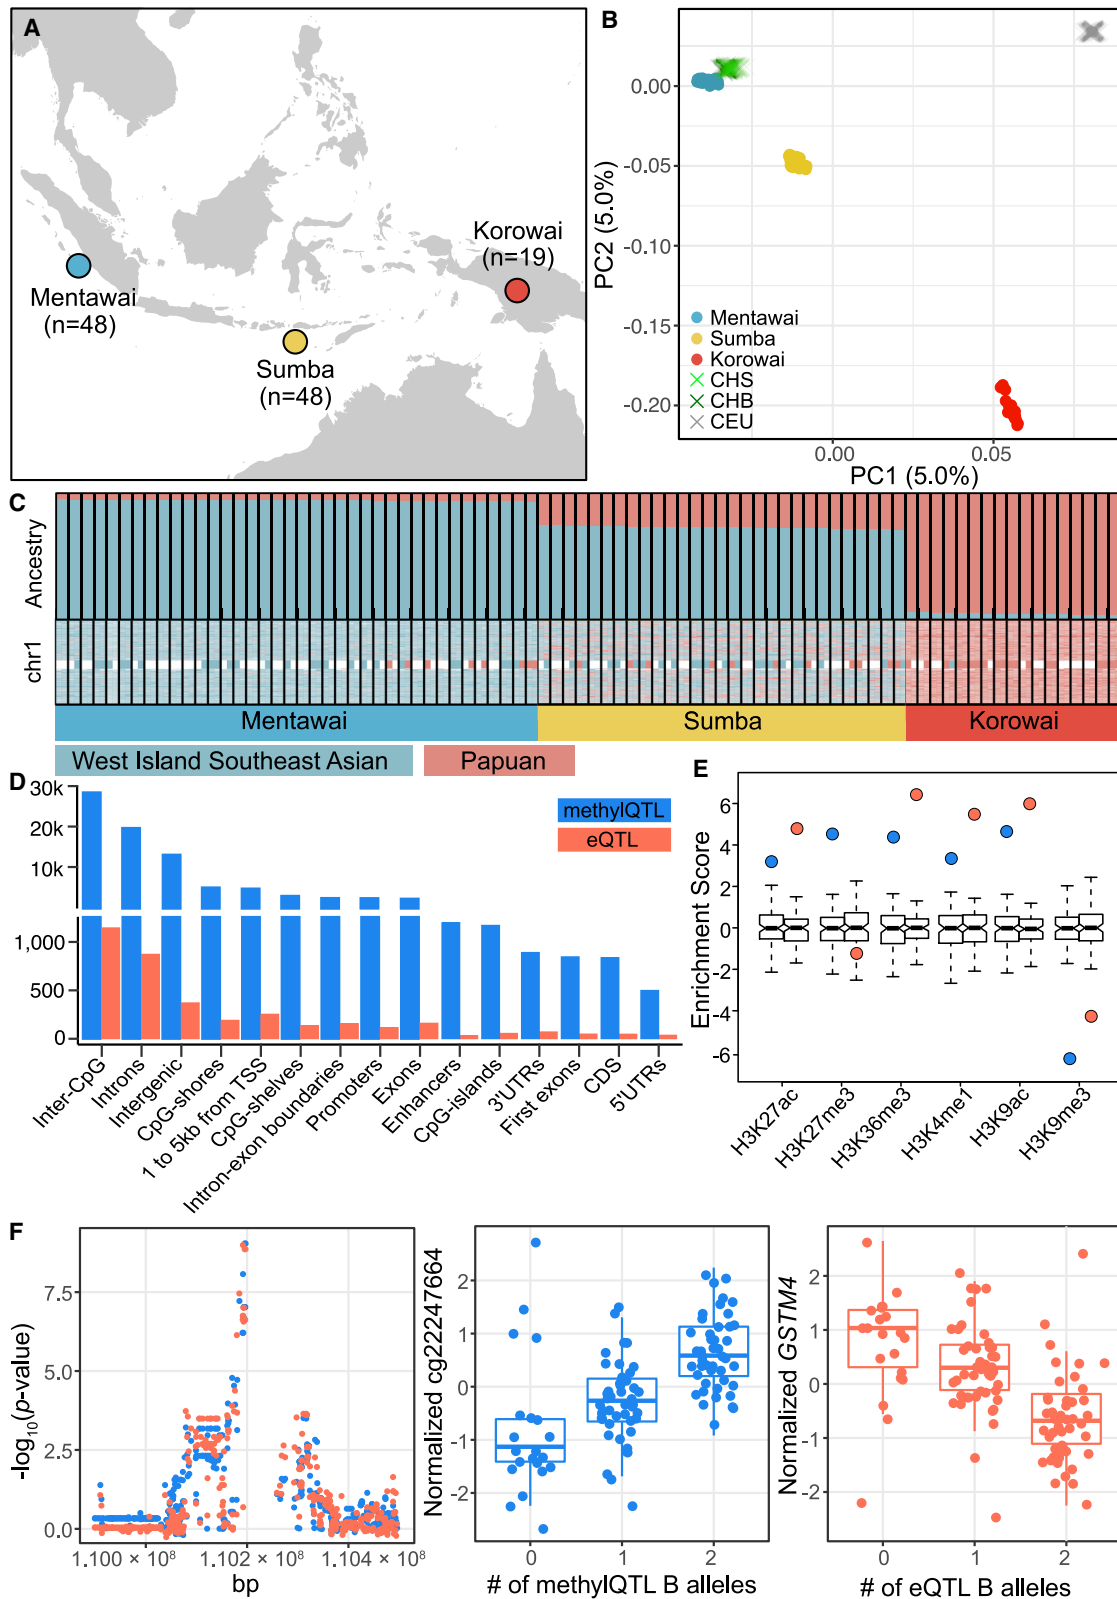 A
Mentawai
(n=48)
Sumba
(n=48)
Korowai
(n=19)
B
PC2 (5.0%)
0.00
-0.05
-0.10
-0.15
-0.20
Mentawai
Sumba
Korowai
CHS
CHB
CEU
0.00
0.05
PC1 (5.0%)
C
Ancestry
chr1
Mentawai
Sumba
Korowai
West Island Southeast Asian
Papuan
D
30k
20k
10k
1,000
500
0
methylQTL
eQTL
Inter-CpG
Introns
Intergenic
CpG-shores
1 to 5kb from TSS
CpG-shelves
Intron-exon boundaries
Promoters
Exons
Enhancers
CpG-islands
3'UTRs
First exons
CDS
5'UTRs
E
Enrichment Score
6
4
2
0
-2
-4
-6
H3K27ac
H3K27me3
H3K36me3
H3K4me1
H3K9ac
H3K9me3
F
-log₁₀(p-value)
7.5
5.0
2.5
0.0
1.100 × 10⁸
1.102 × 10⁸
1.104 × 10⁸
bp
Normalized cg22247664
2
1
0
-1
-2
0
1
2
# of methylQTL B alleles
Normalized GSTM4
2
1
0
-1
-2
0
1
2
# of eQTL B alleles